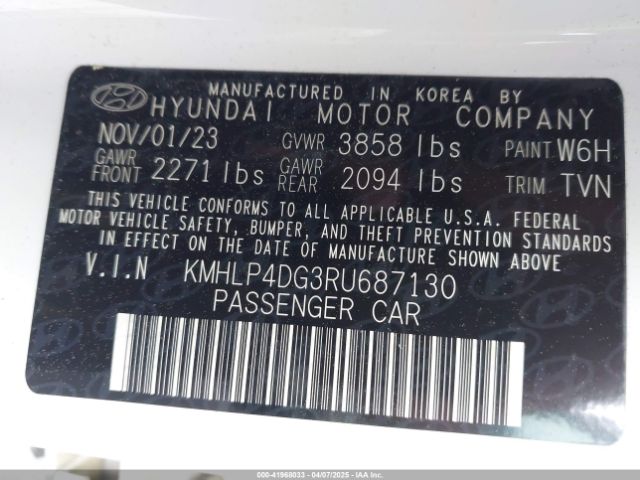 MANUFACTURED IN KOREA BY
HYUNDAI MOTOR COMPANY
NOV/01/23 GVWR 3858 lbs PAINT W6H
GAWR FRONT 2271 lbs GAWR REAR 2094 lbs TRIM TVN
THIS VEHICLE CONFORMS TO ALL APPLICABLE U.S.A. FEDERAL
MOTOR VEHICLE SAFETY, BUMPER, AND THEFT PREVENTION STANDARDS
IN EFFECT ON THE DATE OF MANUFACTURE SHOWN ABOVE.
V.I.N KMHLP4DG3RU687130
PASSENGER CAR
000-41968033 - 04/07/2025 - IAA Inc.